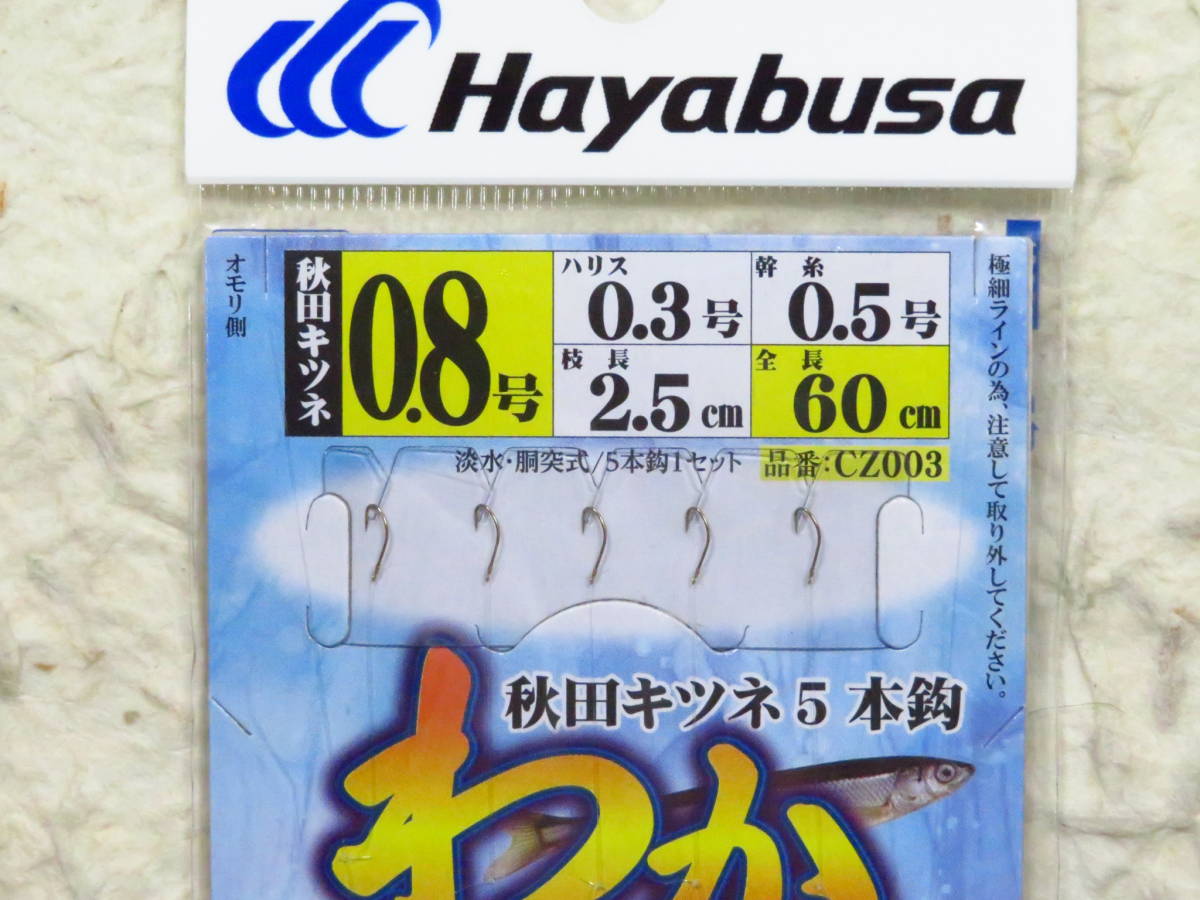 Hayabusa
オモリ側
秋田キツネ
0.8号
ハリス
0.3号
幹糸
0.5号
枝長
2.5cm
全長
60cm
淡水・胴突式/5本鈎1セット
品番:CZ003
極細ラインの為、注意して取り外してください。
秋田キツネ5本鈎
わか